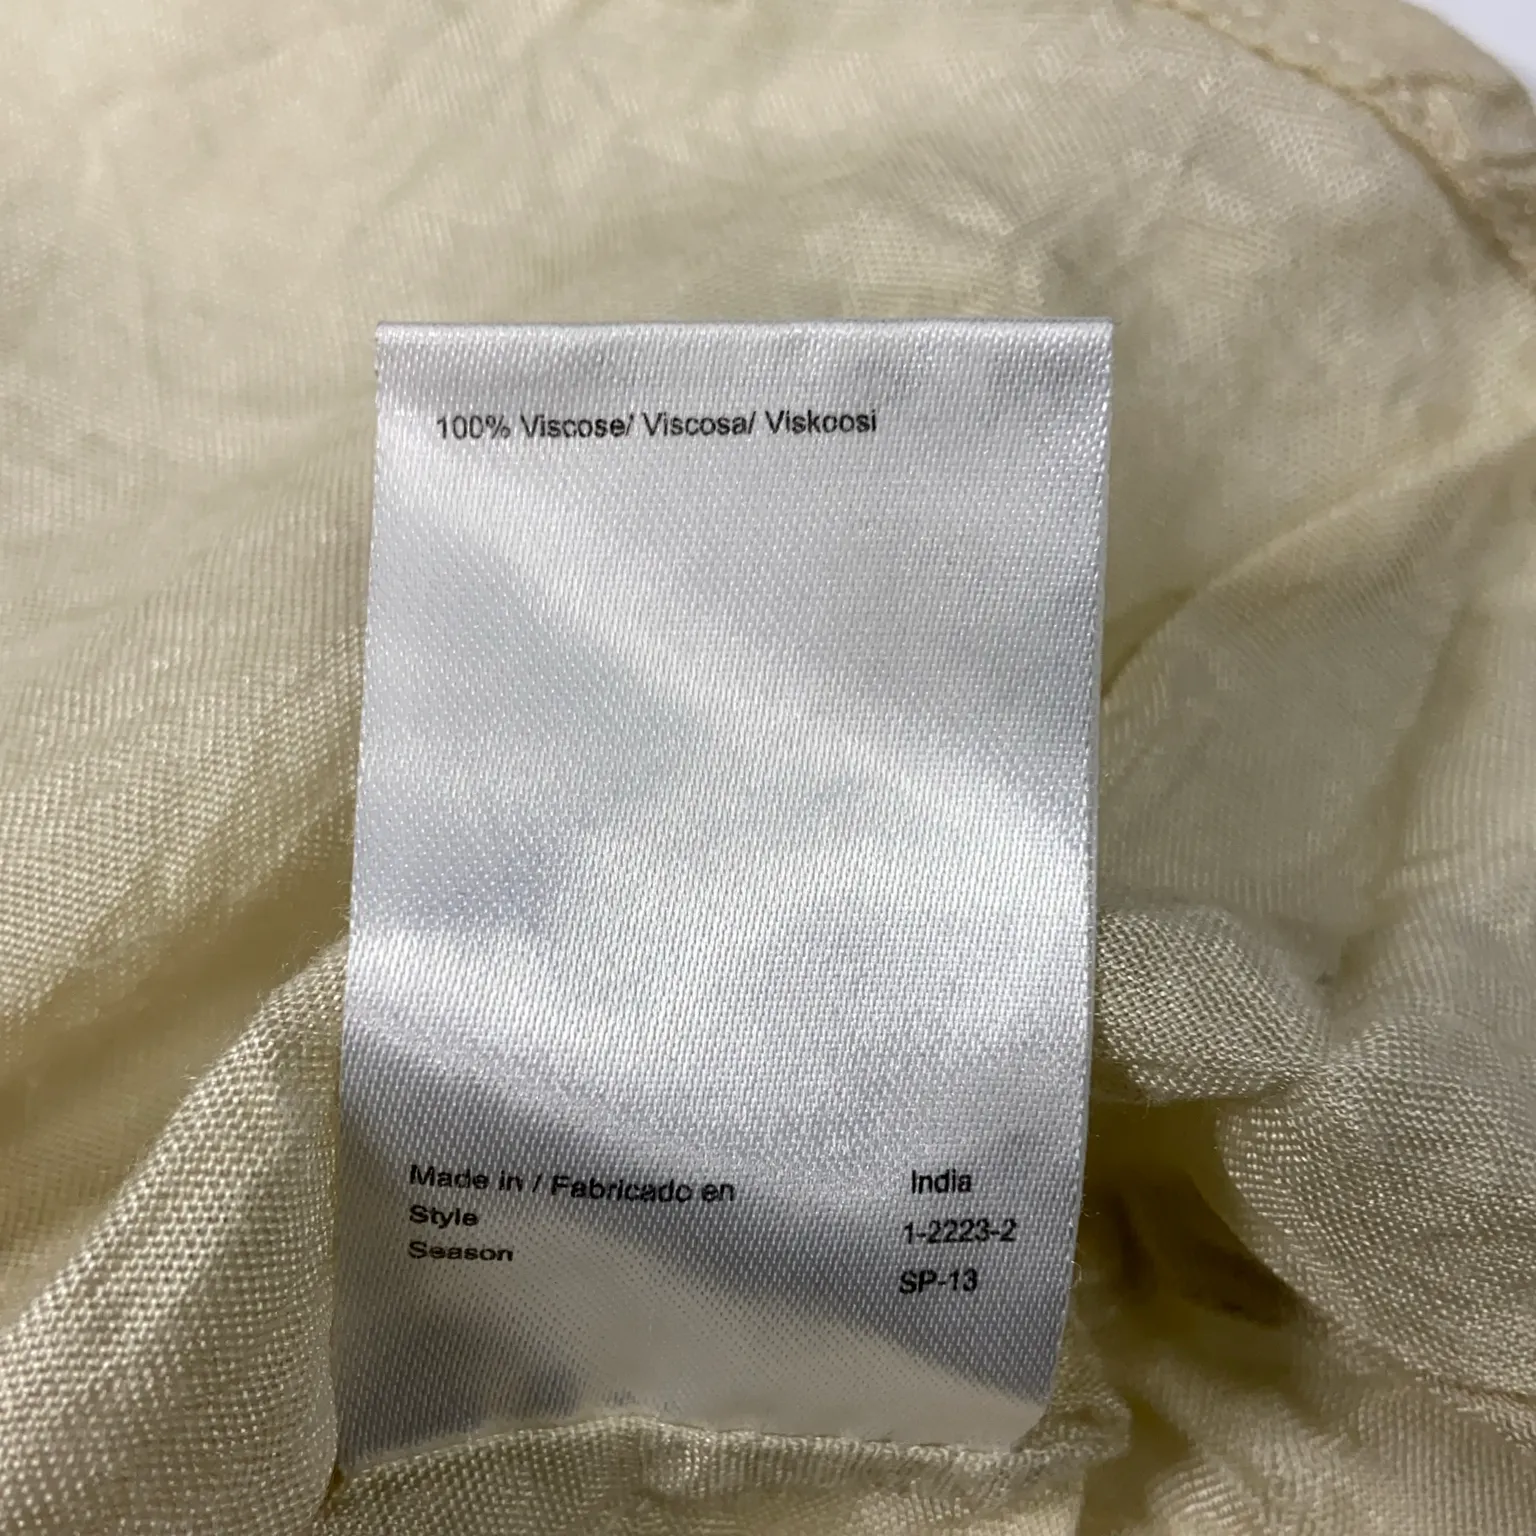 100% Viscose/ Viscosa/ Viskoosi
Made in / Fabricado en India
Style 1-2223-2
Season SP-13